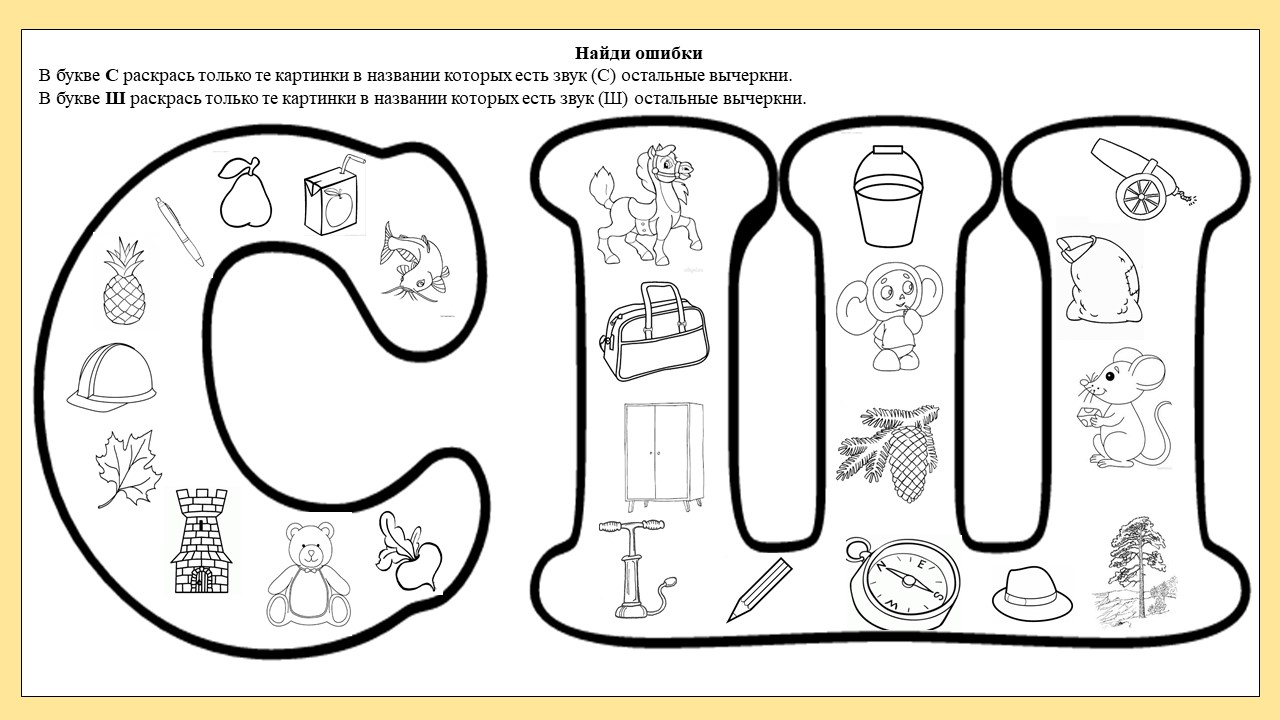 Найди ошибки
В букве С раскрась только те картинки в названии которых есть звук (С) остальные вычеркни.
В букве Ш раскрась только те картинки в названии которых есть звук (Ш) остальные вычеркни.
С Ш
N E S W